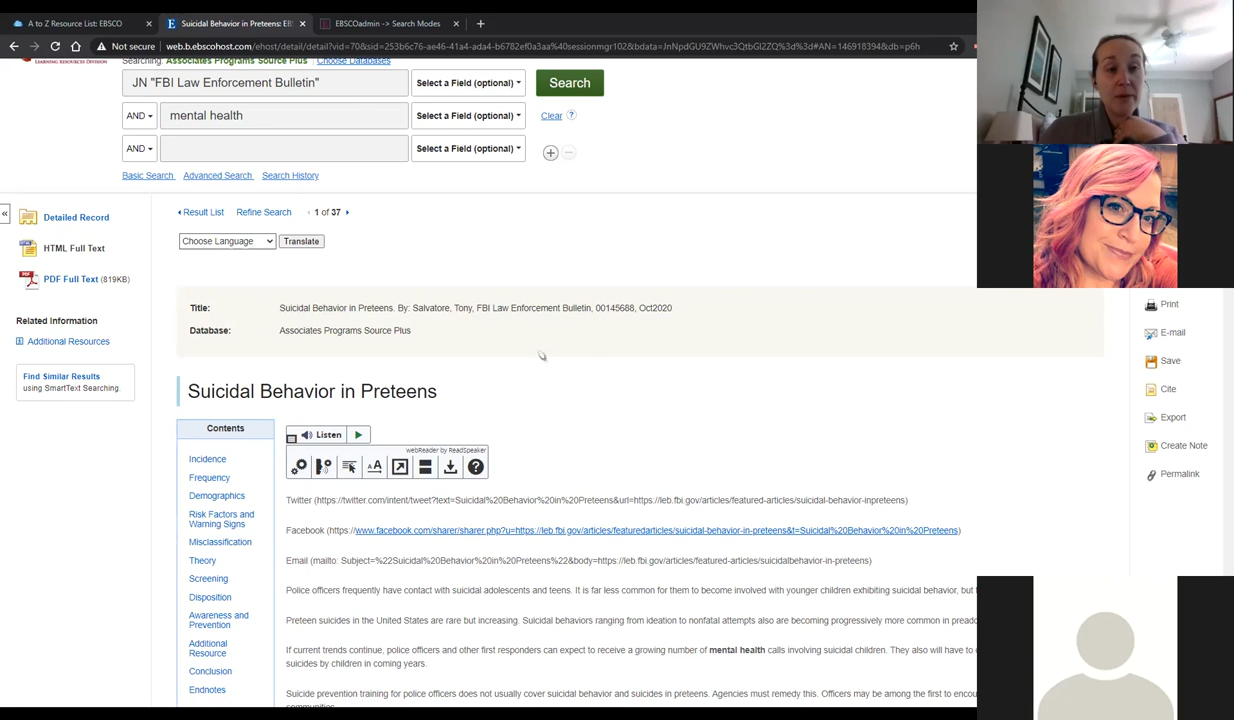 A to Z Resource List: EBSCO
Suicidal Behavior in Preteens: EB
EBSCOadmin -> Search Modes
Not secure
web.b.ebscohost.com/ehost/detail/detail?vid=70&sid=253b6c76-ae46-41a4-ada4-b6782ef0a3aa%40sessionmgr102&bdata=JnNpdGU9ZWhvc3QtbGl2ZQ%3d%3d#AN=146918394&db=p6h
LEARNING RESOURCES DIVISION
Searching: Associates Programs Source Plus Choose Databases
JN "FBI Law Enforcement Bulletin"
Select a Field (optional)
Search
AND
mental health
Select a Field (optional)
Clear ?
AND
Select a Field (optional)
Basic Search Advanced Search Search History
Detailed Record
HTML Full Text
PDF Full Text (819KB)
Related Information
Additional Resources
Find Similar Results
using SmartText Searching.
Result List Refine Search 1 of 37
Choose Language Translate
Title: Suicidal Behavior in Preteens. By: Salvatore, Tony, FBI Law Enforcement Bulletin, 00145688, Oct2020
Database: Associates Programs Source Plus
Suicidal Behavior in Preteens
Contents
Incidence
Frequency
Demographics
Risk Factors and
Warning Signs
Misclassification
Theory
Screening
Disposition
Awareness and
Prevention
Additional
Resource
Conclusion
Endnotes
Listen
webReader by ReadSpeaker
Twitter (https://twitter.com/intent/tweet?text=Suicidal%20Behavior%20in%20Preteens&url=https://leb.fbi.gov/articles/featured-articles/suicidal-behavior-inpreteens)
Facebook (https://www.facebook.com/sharer/sharer.php?u=https://leb.fbi.gov/articles/featuredarticles/suicidal-behavior-in-preteens&t=Suicidal%20Behavior%20in%20Preteens)
Email (mailto: Subject=%22Suicidal%20Behavior%20in%20Preteens%22&body=https://leb.fbi.gov/articles/featured-articles/suicidalbehavior-in-preteens)
Police officers frequently have contact with suicidal adolescents and teens. It is far less common for them to become involved with younger children exhibiting suicidal behavior, but
Preteen suicides in the United States are rare but increasing. Suicidal behaviors ranging from ideation to nonfatal attempts also are becoming progressively more common in
If current trends continue, police officers and other first responders can expect to receive a growing number of mental health calls involving suicidal children. They also will have to
suicides by children in coming years.
Suicide prevention training for police officers does not usually cover suicidal behavior and suicides in preteens. Agencies must remedy this. Officers may be among the first to
Print
E-mail
Save
Cite
Export
Create Note
Permalink